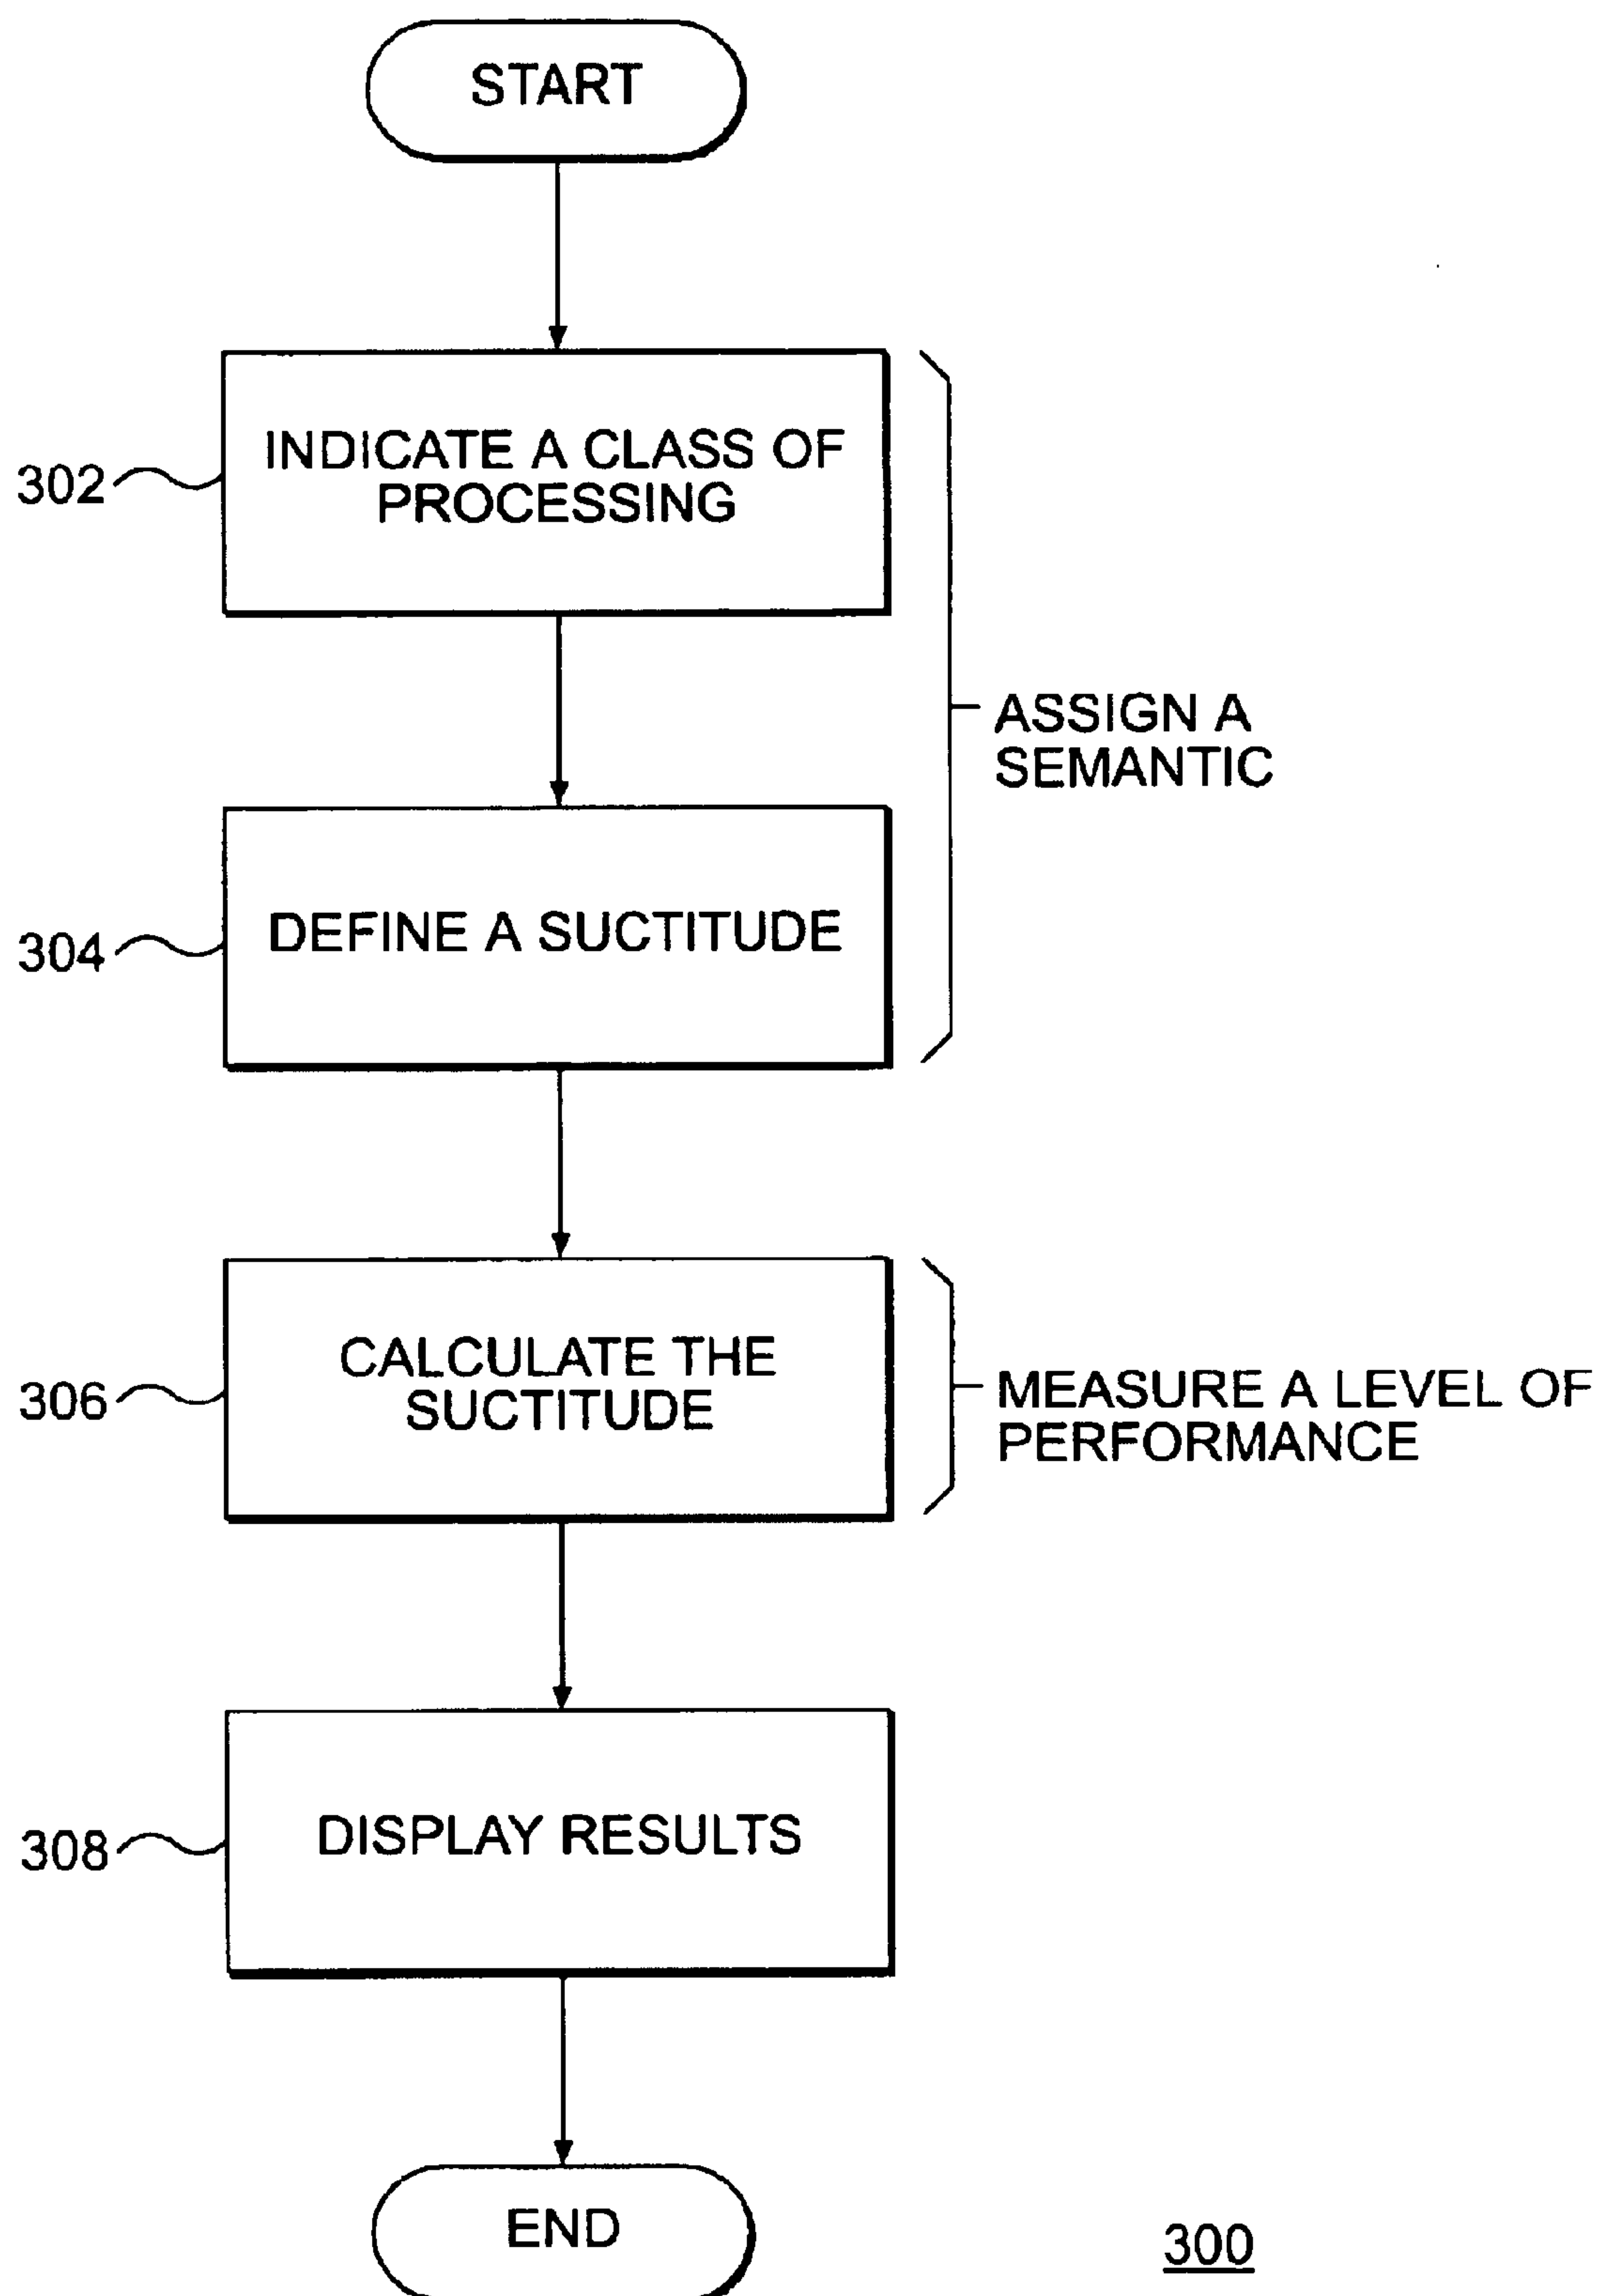 START
302
INDICATE A CLASS OF
PROCESSING
ASSIGN A
SEMANTIC
304
DEFINE A SUCTITUDE
306
CALCULATE THE
SUCTITUDE
MEASURE A LEVEL OF
PERFORMANCE
308
DISPLAY RESULTS
END
300